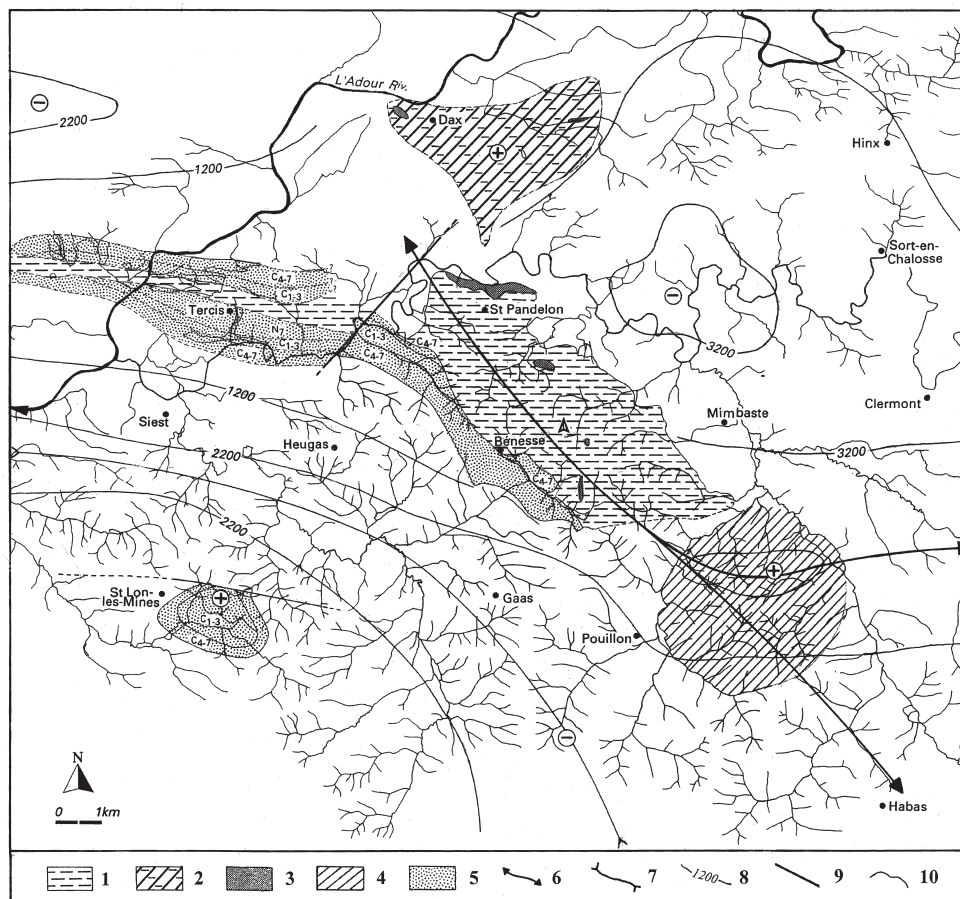 L'Adour Riv.
Dax
+
Hinx
−
2200
1200
Sort-en-
Chalosse
C4-7
C1-3
−
St Pandelon
Tercis
N7
C1-3
C4-7
C1-3
C4-7
C4-7
3200
1200
Clermont
Siest
Mimbaste
Heugas
Bénesse
2200
3200
C4-7
2200
+
St Lon-
les-Mines
+
C1-3
C4-7
Gaas
Pouillon
−
N
0 1km
Habas
1 2 3 4 5 6 7 1200 8 9 10